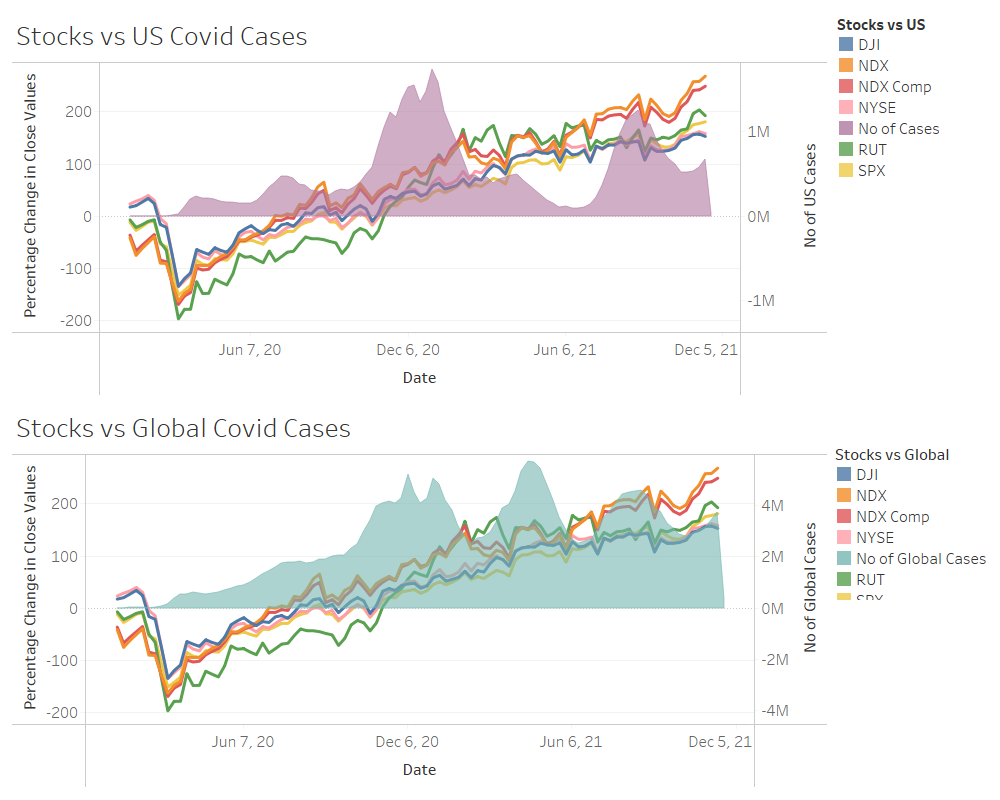 Stocks vs US Covid Cases
Percentage Change in Close Values
200
100
0
-100
-200
1M
0M
-1M
No of US Cases
Jun 7, 20
Dec 6, 20
Jun 6, 21
Dec 5, 21
Date
Stocks vs US
DJI
NDX
NDX Comp
NYSE
No of Cases
RUT
SPX
Stocks vs Global Covid Cases
Percentage Change in Close Values
200
100
0
-100
-200
4M
2M
0M
-2M
-4M
No of Global Cases
Jun 7, 20
Dec 6, 20
Jun 6, 21
Dec 5, 21
Date
Stocks vs Global
DJI
NDX
NDX Comp
NYSE
No of Global Cases
RUT
SPX